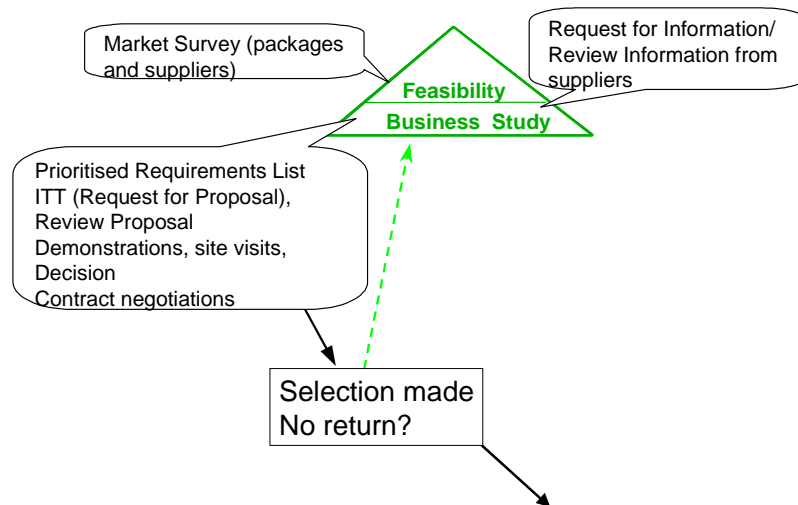 Market Survey (packages
and suppliers)
Request for Information/
Review Information from
suppliers
Feasibility
Business Study
Prioritised Requirements List
ITT (Request for Proposal),
Review Proposal
Demonstrations, site visits,
Decision
Contract negotiations
Selection made
No return?